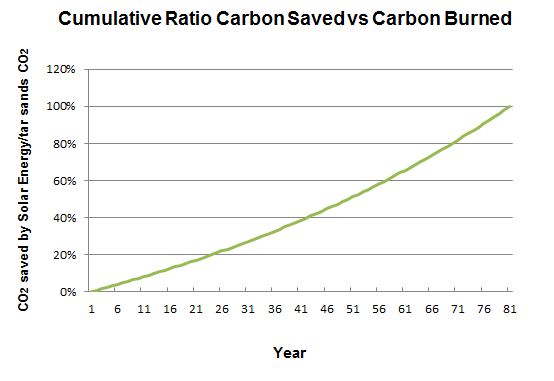 Cumulative Ratio Carbon Saved vs Carbon Burned
CO2 saved by Solar Energy/tar sands CO2
120%
100%
80%
60%
40%
20%
0%
1 6 11 16 21 26 31 36 41 46 51 56 61 66 71 76 81
Year